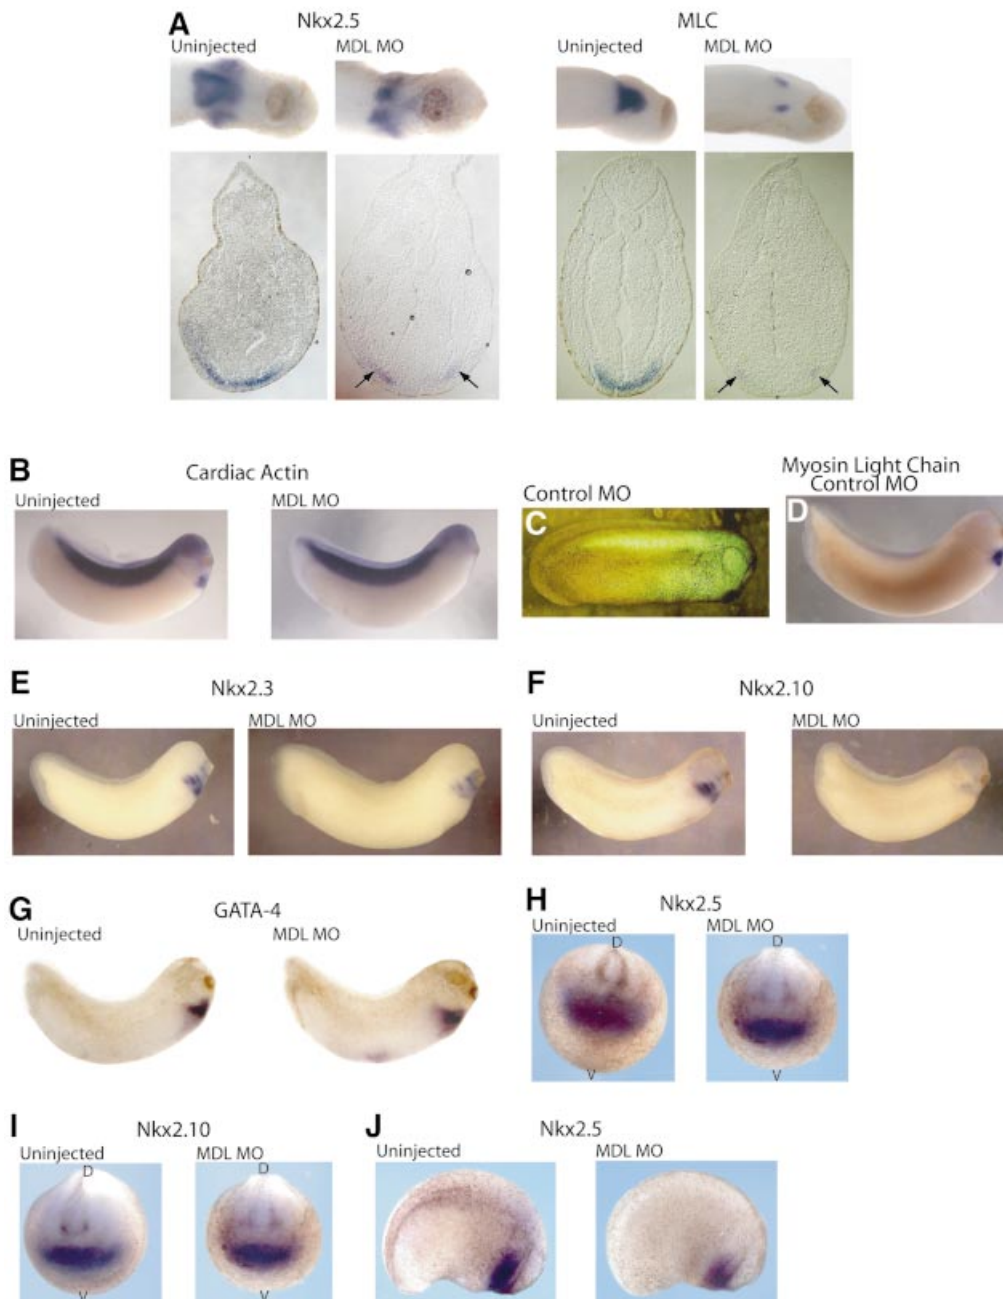 A
Nkx2.5
MLC
Uninjected
MDL MO
Uninjected
MDL MO
B
Cardiac Actin
Uninjected
MDL MO
Control MO
C
Myosin Light Chain
Control MO
D
E
Nkx2.3
Uninjected
MDL MO
F
Nkx2.10
Uninjected
MDL MO
G
GATA-4
Uninjected
MDL MO
H
Nkx2.5
Uninjected
MDL MO
D
D
V
V
I
Nkx2.10
Uninjected
MDL MO
D
D
V
V
J
Nkx2.5
Uninjected
MDL MO